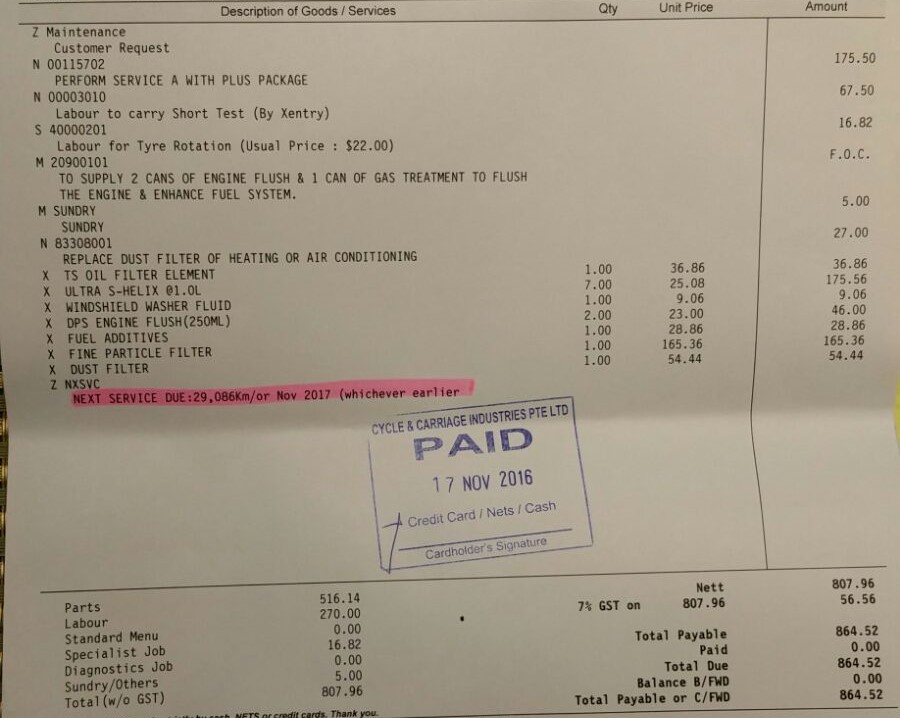 Description of Goods / Services Qty Unit Price Amount
Z Maintenance
Customer Request
N 00115702 175.50
PERFORM SERVICE A WITH PLUS PACKAGE
N 00003010 67.50
Labour to carry Short Test (By Xentry)
S 40000201 16.82
Labour for Tyre Rotation (Usual Price : $22.00)
M 20900101 F.O.C.
TO SUPPLY 2 CANS OF ENGINE FLUSH & 1 CAN OF GAS TREATMENT TO FLUSH
THE ENGINE & ENHANCE FUEL SYSTEM.
M SUNDRY 5.00
SUNDRY
N 83308001 27.00
REPLACE DUST FILTER OF HEATING OR AIR CONDITIONING
X TS OIL FILTER ELEMENT 1.00 36.86 36.86
X ULTRA S-HELIX @1.0L 7.00 25.08 175.56
X WINDSHIELD WASHER FLUID 1.00 9.06 9.06
X DPS ENGINE FLUSH(250ML) 2.00 23.00 46.00
X FUEL ADDITIVES 1.00 28.86 28.86
X FINE PARTICLE FILTER 1.00 165.36 165.36
X DUST FILTER 1.00 54.44 54.44
Z NXSVC
NEXT SERVICE DUE:29,086Km/or Nov 2017 (whichever earlier
CYCLE & CARRIAGE INDUSTRIES PTE LTD
PAID
17 NOV 2016
Credit Card / Nets / Cash
Cardholder's Signature
Parts 516.14
Labour 270.00
Standard Menu 0.00
Specialist Job 16.82
Diagnostics Job 0.00
Sundry/Others 5.00
Total(w/o GST) 807.96
Nett 807.96
7% GST on 807.96 56.56
Total Payable 864.52
Paid 0.00
Total Due 864.52
Balance B/FWD 0.00
Total Payable or C/FWD 864.52
by cash, NETS or credit cards. Thank you.